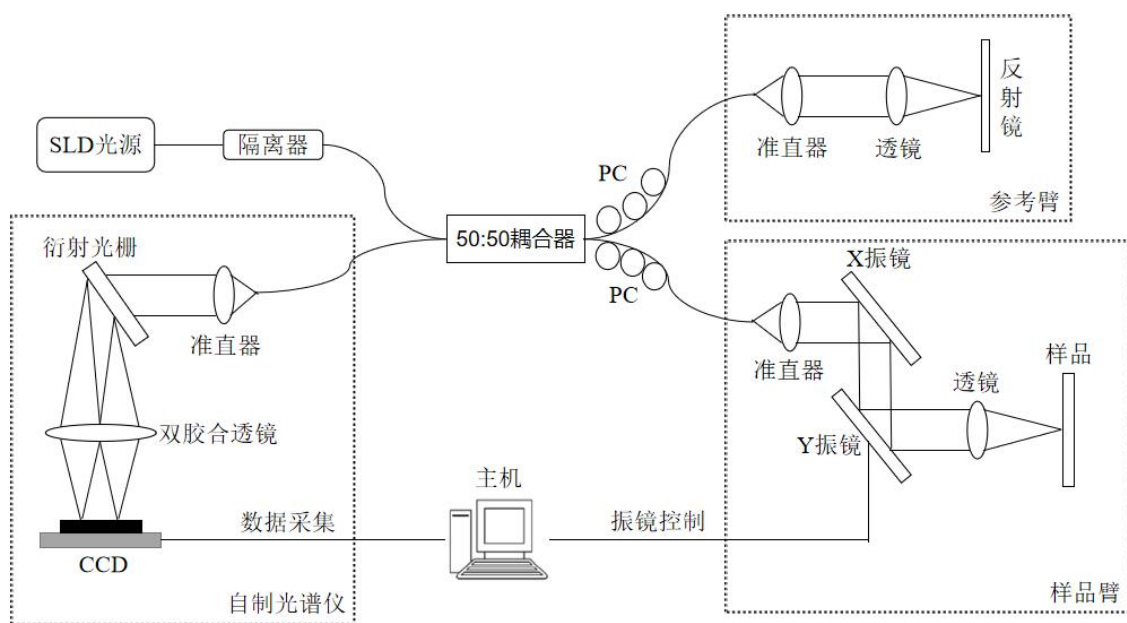 SLD光源
隔离器
50:50耦合器
PC
PC
准直器
透镜
反射镜
参考臂
衍射光栅
准直器
双胶合透镜
CCD
自制光谱仪
数据采集
主机
振镜控制
X振镜
准直器
Y振镜
透镜
样品
样品臂